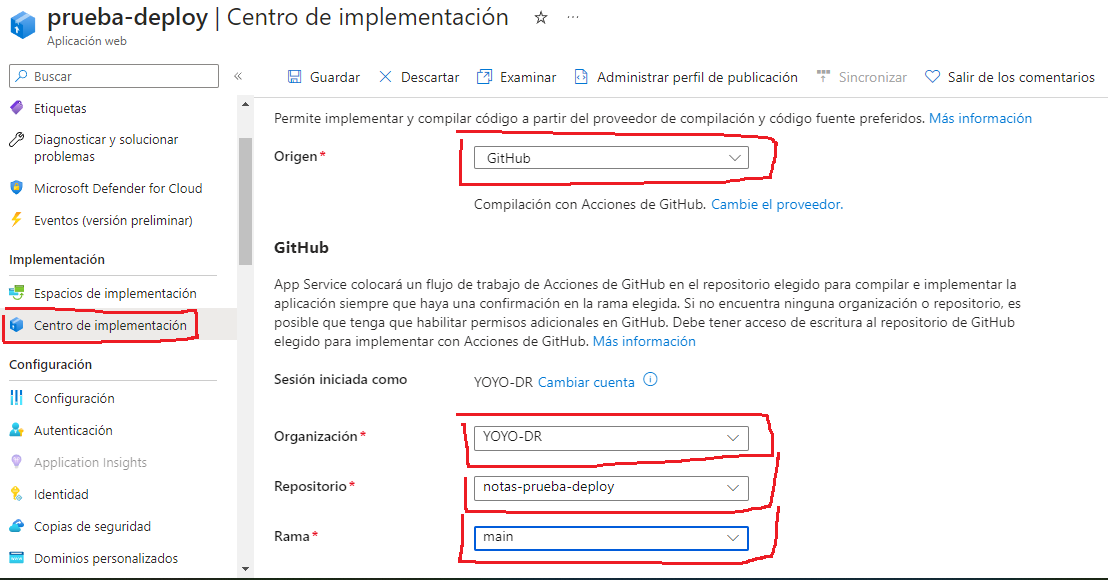 prueba-deploy | Centro de implementación
Aplicación web
Buscar
Etiquetas
Diagnosticar y solucionar
problemas
Microsoft Defender for Cloud
Eventos (versión preliminar)
Implementación
Espacios de implementación
Centro de implementación
Configuración
Configuración
Autenticación
Application Insights
Identidad
Copias de seguridad
Dominios personalizados
Guardar
Descartar
Examinar
Administrar perfil de publicación
Sincronizar
Salir de los comentarios
Permite implementar y compilar código a partir del proveedor de compilación y código fuente preferidos. Más información
Origen* GitHub
Compilación con Acciones de GitHub. Cambie el proveedor.
GitHub
App Service colocará un flujo de trabajo de Acciones de GitHub en el repositorio elegido para compilar e implementar la
aplicación siempre que haya una confirmación en la rama elegida. Si no encuentra ninguna organización o repositorio, es
posible que tenga que habilitar permisos adicionales en GitHub. Debe tener acceso de escritura al repositorio de GitHub
elegido para implementar con Acciones de GitHub. Más información
Sesión iniciada como YOYO-DR Cambiar cuenta
Organización* YOYO-DR
Repositorio* notas-prueba-deploy
Rama* main